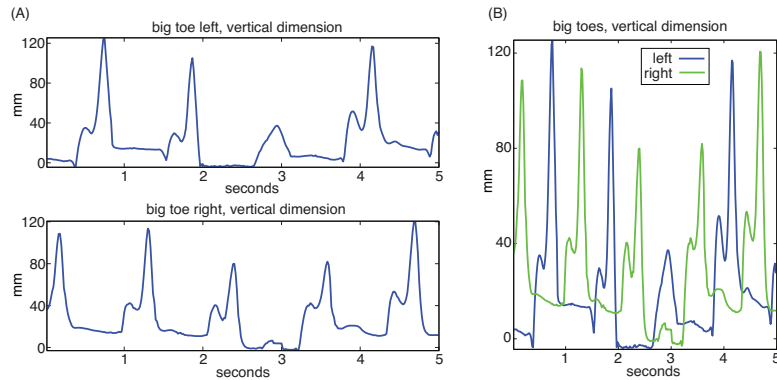 (A)
big toe left, vertical dimension
120
80
mm
40
0
1 2 3 4 5
seconds
big toe right, vertical dimension
120
80
mm
40
0
1 2 3 4 5
seconds
(B)
big toes, vertical dimension
left
right
120
80
mm
40
0
1 2 3 4 5
seconds